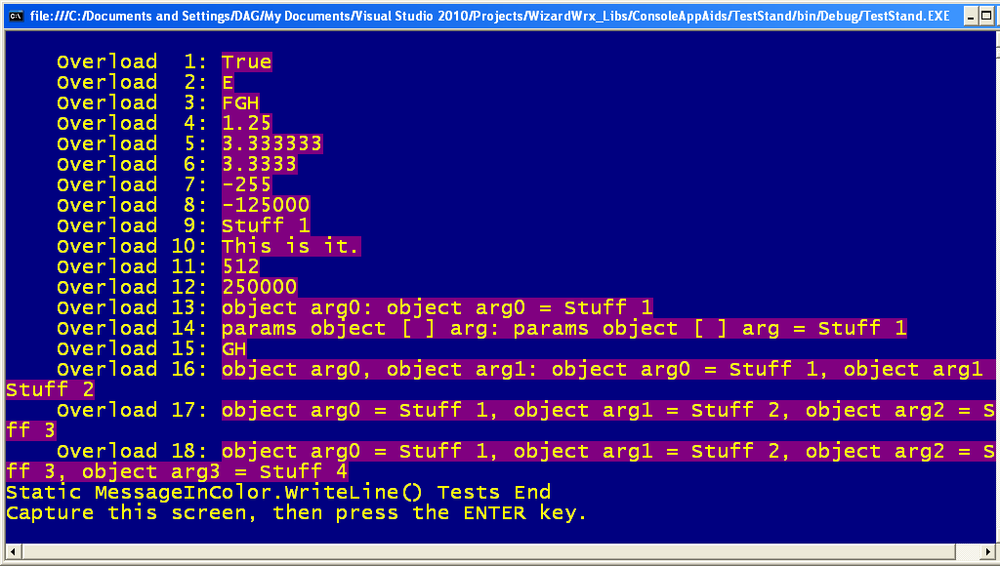 file:///C:/Documents and Settings/DAG/My Documents/Visual Studio 2010/Projects/WizardWrx_Libs/ConsoleAppAids/TestStand/bin/Debug/TestStand.EXE
Overload  1: True
Overload  2: E
Overload  3: FGH
Overload  4: 1.25
Overload  5: 3.333333
Overload  6: 3.3333
Overload  7: -255
Overload  8: -125000
Overload  9: Stuff 1
Overload 10: This is it.
Overload 11: 512
Overload 12: 250000
Overload 13: object arg0: object arg0 = Stuff 1
Overload 14: params object [ ] arg: params object [ ] arg = Stuff 1
Overload 15: GH
Overload 16: object arg0, object arg1: object arg0 = Stuff 1, object arg1
Stuff 2
Overload 17: object arg0 = Stuff 1, object arg1 = Stuff 2, object arg2 = S
ff 3
Overload 18: object arg0 = Stuff 1, object arg1 = Stuff 2, object arg2 = S
ff 3, object arg3 = Stuff 4
Static MessageInColor.WriteLine() Tests End
Capture this screen, then press the ENTER key.